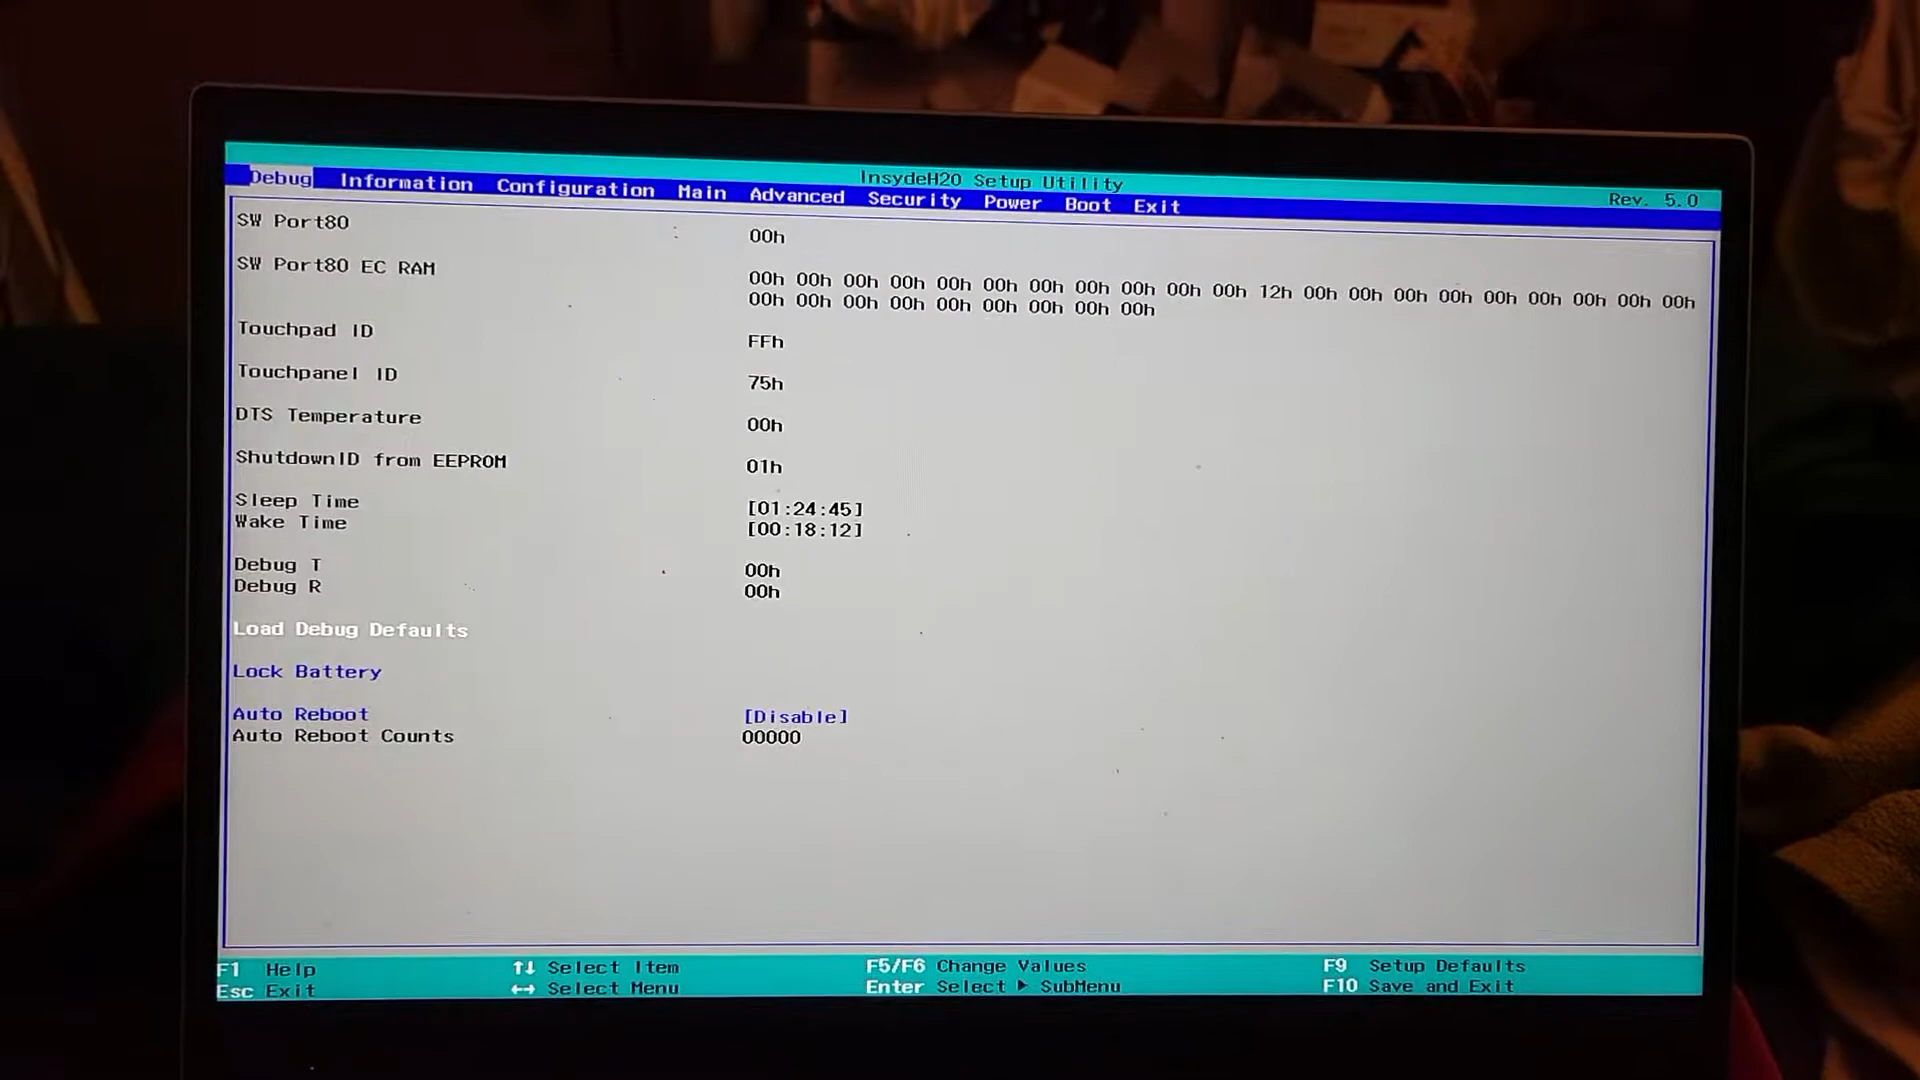 InsydeH20 Setup Utility
Rev. 5.0
Debug Information Configuration Main Advanced Security Power Boot Exit
SW Port80 : 00h
SW Port80 EC RAM 00h 00h 00h 00h 00h 00h 00h 00h 00h 00h 00h 12h 00h 00h 00h 00h 00h 00h 00h 00h 00h
00h 00h 00h 00h 00h 00h 00h 00h 00h
Touchpad ID FFh
Touchpanel ID 75h
DTS Temperature 00h
ShutdownID from EEPROM 01h
Sleep Time [01:24:45]
Wake Time [00:18:12]
Debug T 00h
Debug R 00h
Load Debug Defaults
Lock Battery
Auto Reboot [Disable]
Auto Reboot Counts 00000
F1 Help ↑↓ Select Item F5/F6 Change Values F9 Setup Defaults
Esc Exit ↔ Select Menu Enter Select ▶ SubMenu F10 Save and Exit